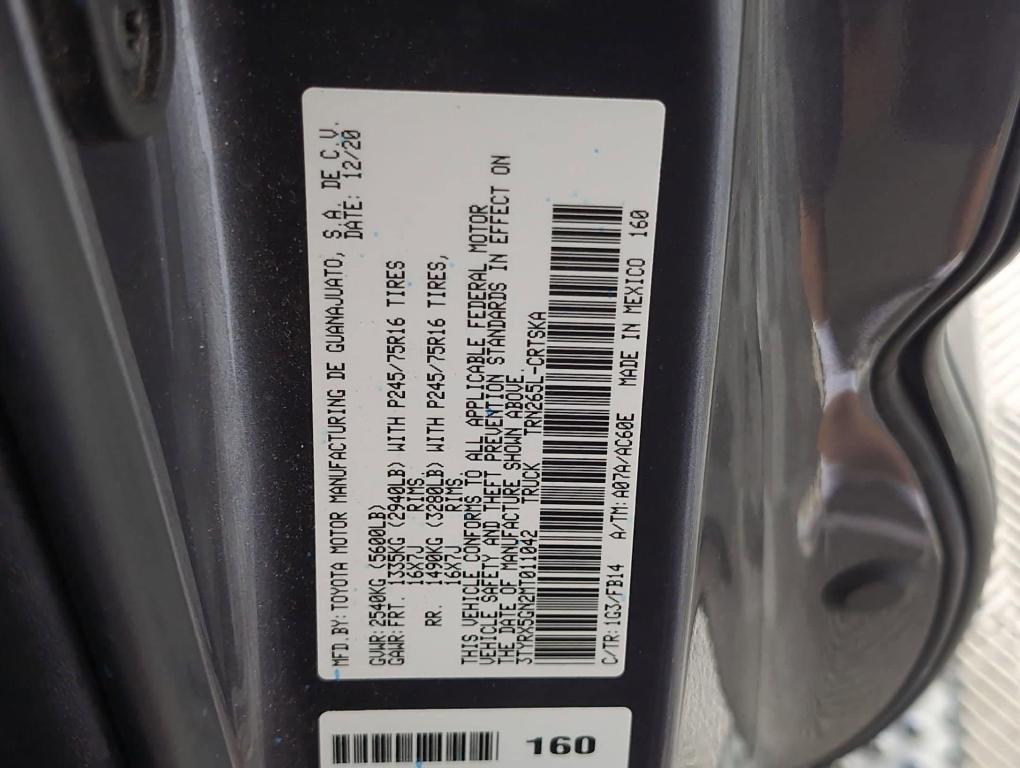 MFD.BY:TOYOTA MOTOR MANUFACTURING DE GUANAJUATO, S.A. DE C.V.
DATE: 12/20
GVWR:2540KG (5600LB)
GAWR:FRT. 1335KG (2940LB) WITH P245/75R16 TIRES
16X7J RIMS
RR. 1490KG (3280LB) WITH P245/75R16 TIRES,
16X7J RIMS
THIS VEHICLE CONFORMS TO ALL APPLICABLE FEDERAL MOTOR
VEHICLE SAFETY AND THEFT PREVENTION STANDARDS IN EFFECT ON
THE DATE OF MANUFACTURE SHOWN ABOVE.
3TYRX5GN2MT011042 TRUCK TRN265L-CRTSKA
C/TR:1G3/FB14 A/TM:A07A/AC60E MADE IN MEXICO 160
160